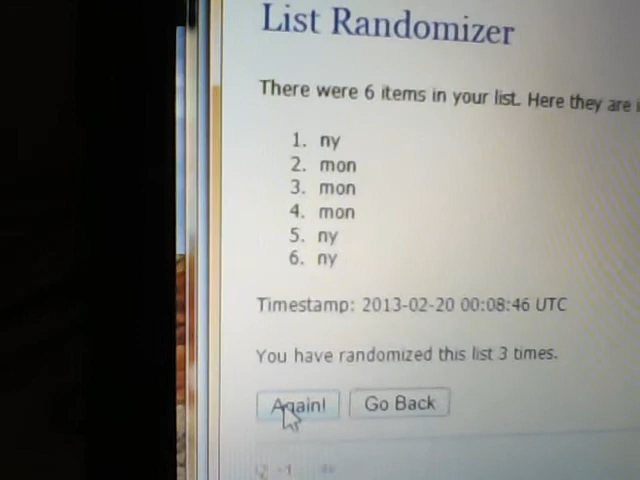 List Randomizer
There were 6 items in your list. Here they are
1. ny
2. mon
3. mon
4. mon
5. ny
6. ny
Timestamp: 2013-02-20 00:08:46 UTC
You have randomized this list 3 times.
Again! Go Back